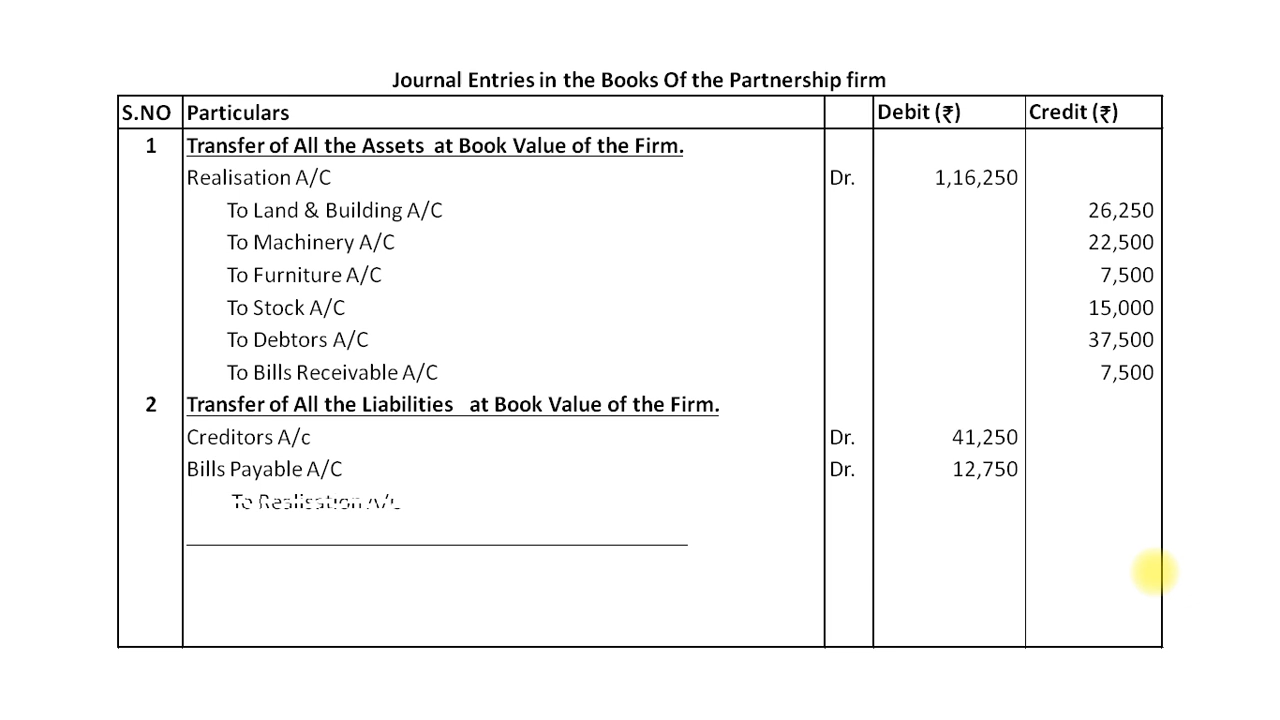 Journal Entries in the Books Of the Partnership firm
S.NO Particulars Debit (₹) Credit (₹)
1 Transfer of All the Assets at Book Value of the Firm.
Realisation A/C Dr. 1,16,250
To Land & Building A/C 26,250
To Machinery A/C 22,500
To Furniture A/C 7,500
To Stock A/C 15,000
To Debtors A/C 37,500
To Bills Receivable A/C 7,500
2 Transfer of All the Liabilities at Book Value of the Firm.
Creditors A/c Dr. 41,250
Bills Payable A/C Dr. 12,750
To Realisation A/C